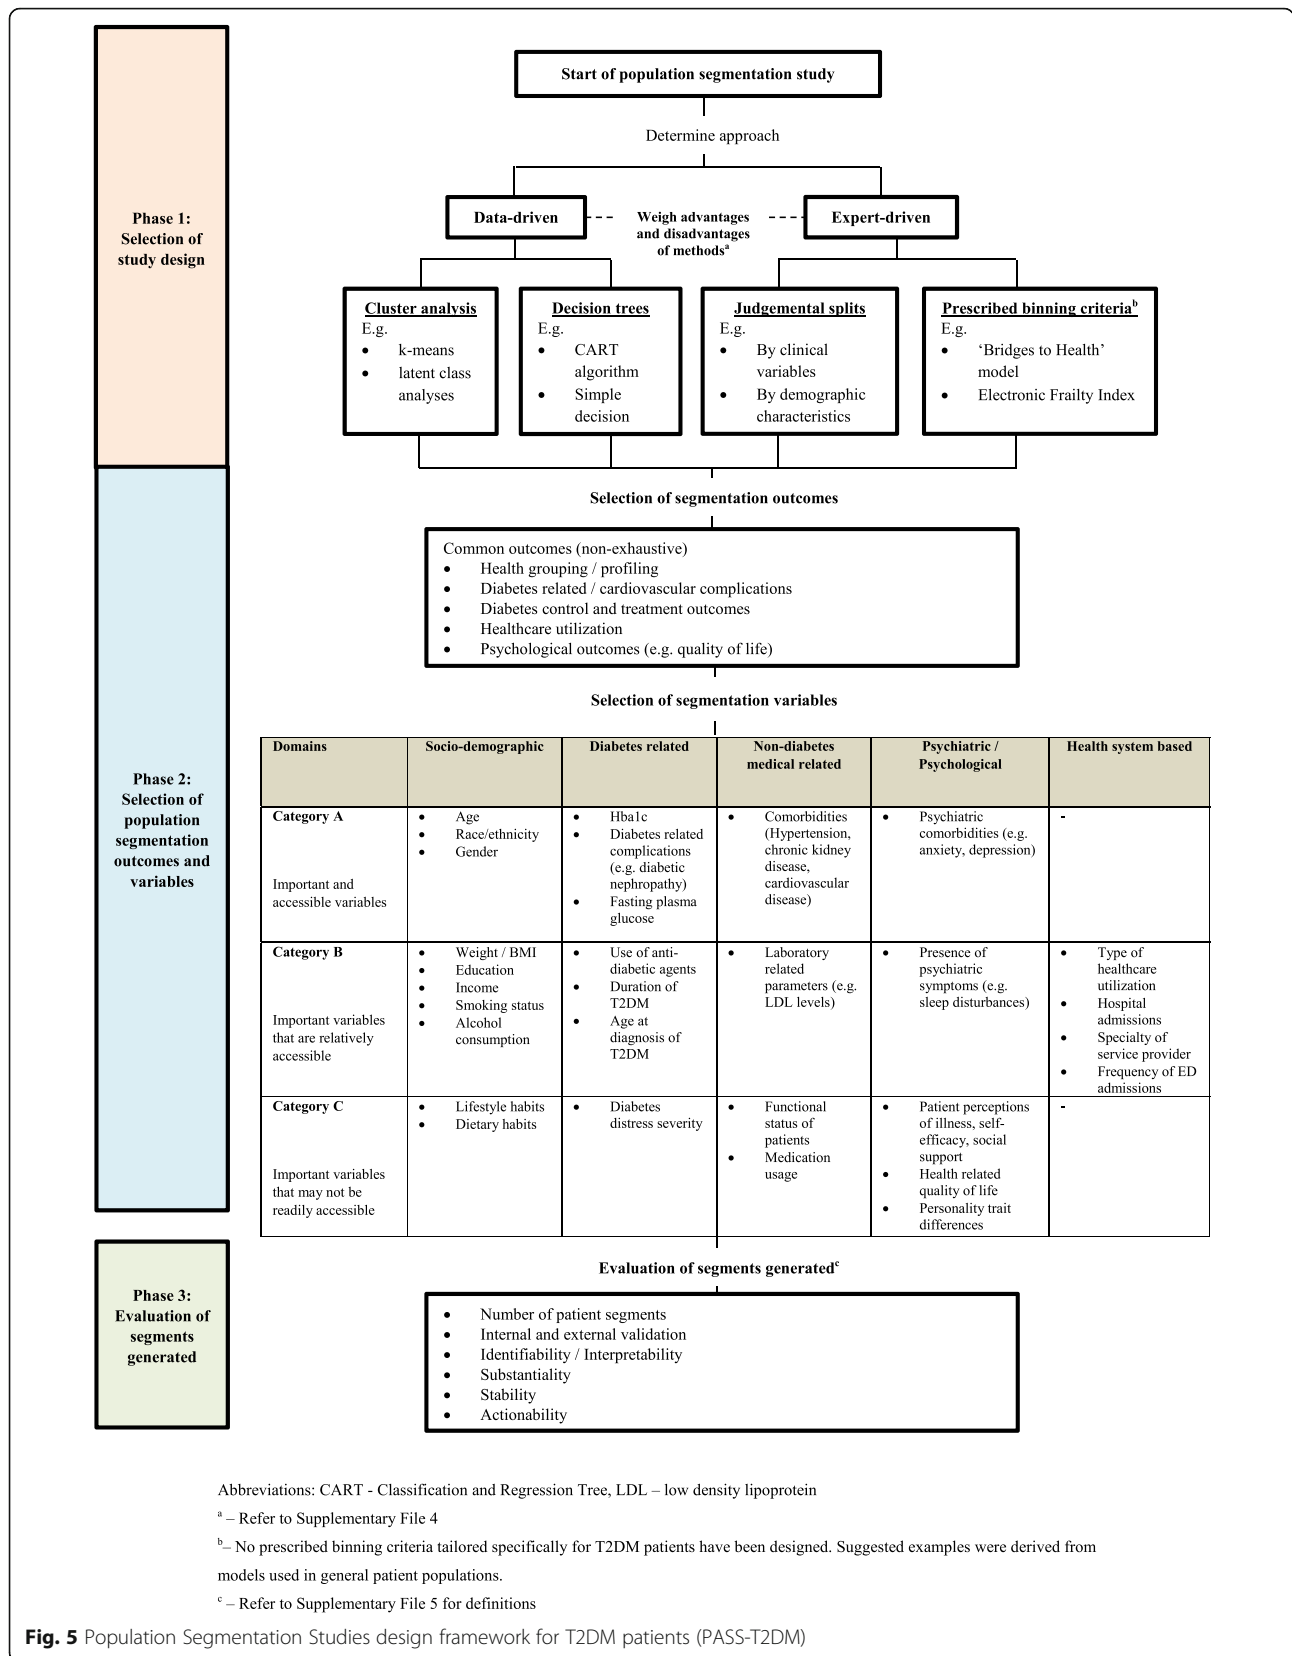 Start of population segmentation study
Determine approach
Phase 1:
Selection of
study design
Data-driven
Weigh advantages
and disadvantages
of methodsa
Expert-driven
Cluster analysis
E.g.
• k-means
• latent class
analyses
Decision trees
E.g.
• CART
algorithm
• Simple
decision
Judgemental splits
E.g.
• By clinical
variables
• By demographic
characteristics
Prescribed binning criteriab
E.g.
• ‘Bridges to Health’
model
• Electronic Frailty Index
Phase 2:
Selection of
population
segmentation
outcomes and
variables
Selection of segmentation outcomes
Common outcomes (non-exhaustive)
• Health grouping / profiling
• Diabetes related / cardiovascular complications
• Diabetes control and treatment outcomes
• Healthcare utilization
• Psychological outcomes (e.g. quality of life)
Selection of segmentation variables
Domains
Socio-demographic
Diabetes related
Non-diabetes
medical related
Psychiatric /
Psychological
Health system based
Category A
Important and
accessible variables
• Age
• Race/ethnicity
• Gender
• Hba1c
• Diabetes related
complications
(e.g. diabetic
nephropathy)
• Fasting plasma
glucose
• Comorbidities
(Hypertension,
chronic kidney
disease,
cardiovascular
disease)
• Psychiatric
comorbidities (e.g.
anxiety, depression)
-
Category B
Important variables
that are relatively
accessible
• Weight / BMI
• Education
• Income
• Smoking status
• Alcohol
consumption
• Use of anti-
diabetic agents
• Duration of
T2DM
• Age at
diagnosis of
T2DM
• Laboratory
related
parameters (e.g.
LDL levels)
• Presence of
psychiatric
symptoms (e.g.
sleep disturbances)
• Type of
healthcare
utilization
• Hospital
admissions
• Specialty of
service provider
• Frequency of ED
admissions
Category C
Important variables
that may not be
readily accessible
• Lifestyle habits
• Dietary habits
• Diabetes
distress severity
• Functional
status of
patients
• Medication
usage
• Patient perceptions
of illness, self-
efficacy, social
support
• Health related
quality of life
• Personality trait
differences
-
Phase 3:
Evaluation of
segments
generated
Evaluation of segments generatedc
• Number of patient segments
• Internal and external validation
• Identifiability / Interpretability
• Substantiality
• Stability
• Actionability
Abbreviations: CART - Classification and Regression Tree, LDL – low density lipoprotein
a – Refer to Supplementary File 4
b– No prescribed binning criteria tailored specifically for T2DM patients have been designed. Suggested examples were derived from
models used in general patient populations.
c – Refer to Supplementary File 5 for definitions
Fig. 5 Population Segmentation Studies design framework for T2DM patients (PASS-T2DM)